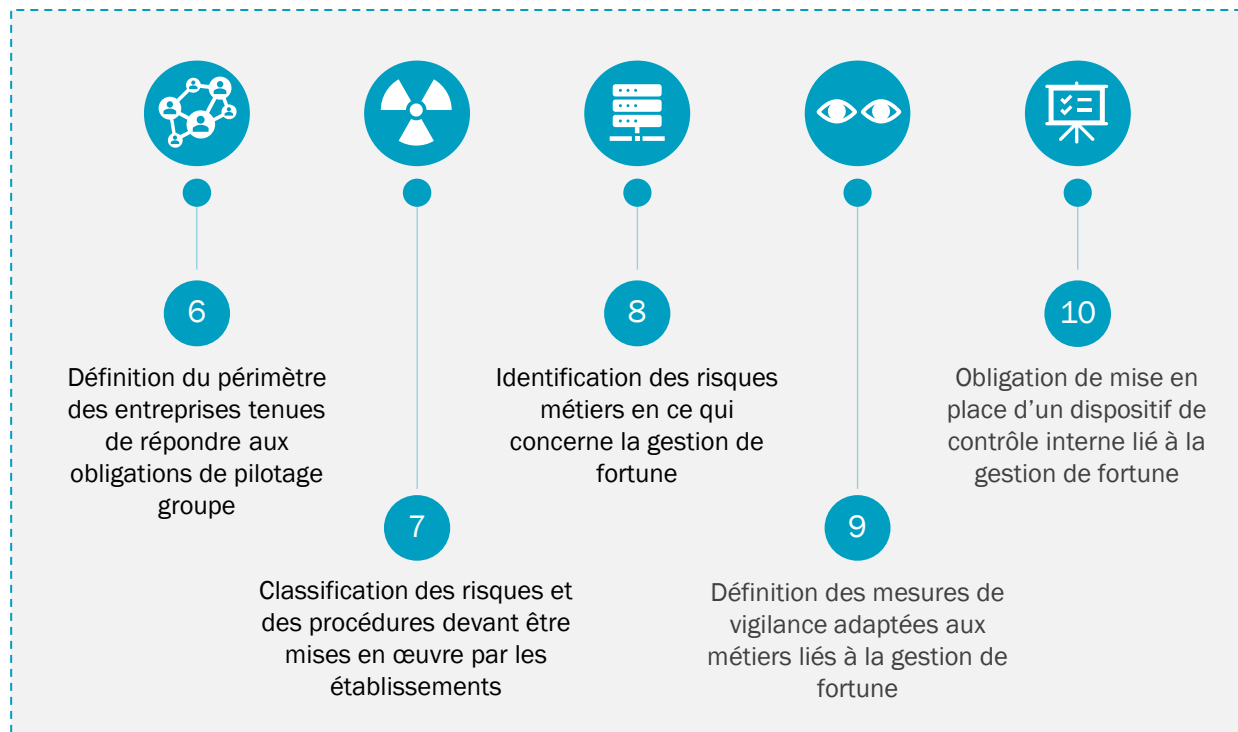 6
Définition du périmètre
des entreprises tenues
de répondre aux
obligations de pilotage
groupe
7
Classification des risques et
des procédures devant être
mises en œuvre par les
établissements
8
Identification des risques
métiers en ce qui
concerne la gestion de
fortune
9
Définition des mesures de
vigilance adaptées aux
métiers liés à la gestion de
fortune
10
Obligation de mise en
place d’un dispositif de
contrôle interne lié à la
gestion de fortune